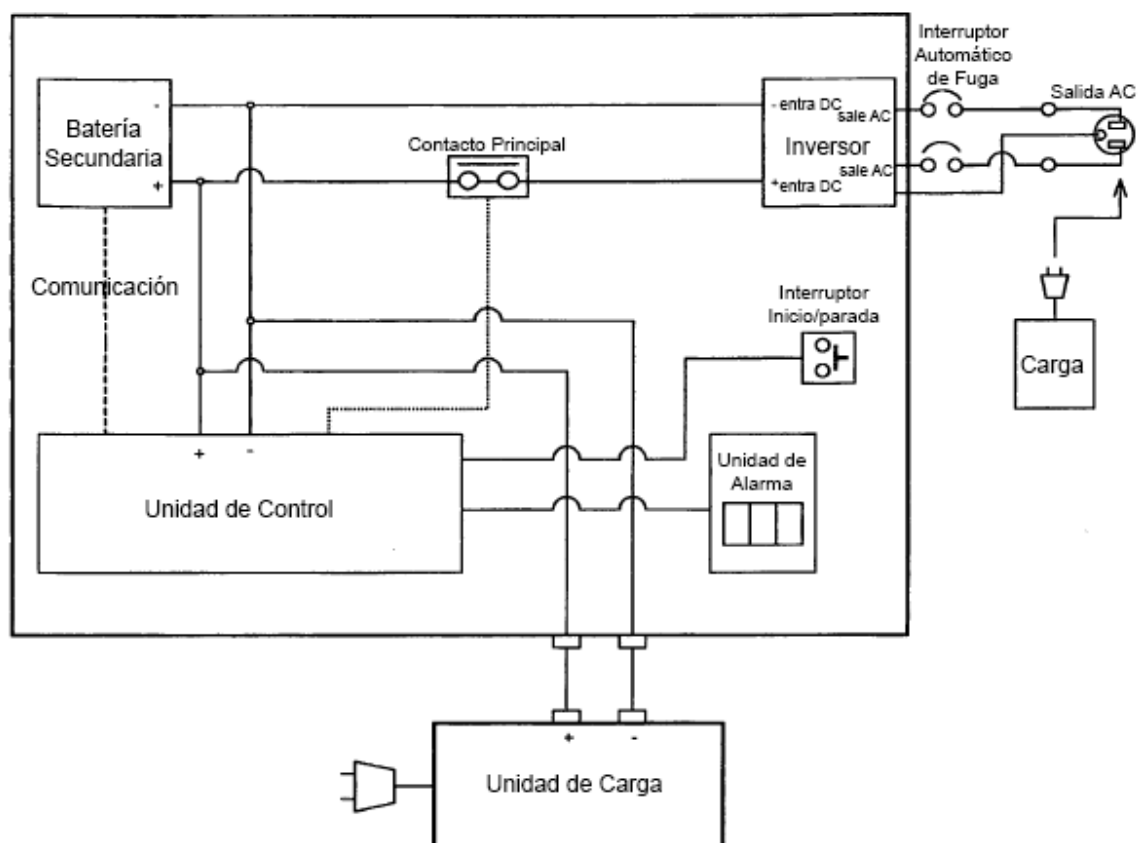 Interruptor
Automático
de Fuga
Salida AC
Batería
Secundaria
-
+
Contacto Principal
- entra DC
sale AC
Inversor
sale AC
+ entra DC
Comunicación
Interruptor
Inicio/parada
Carga
+ -
Unidad de Control
Unidad de
Alarma
+ -
Unidad de Carga